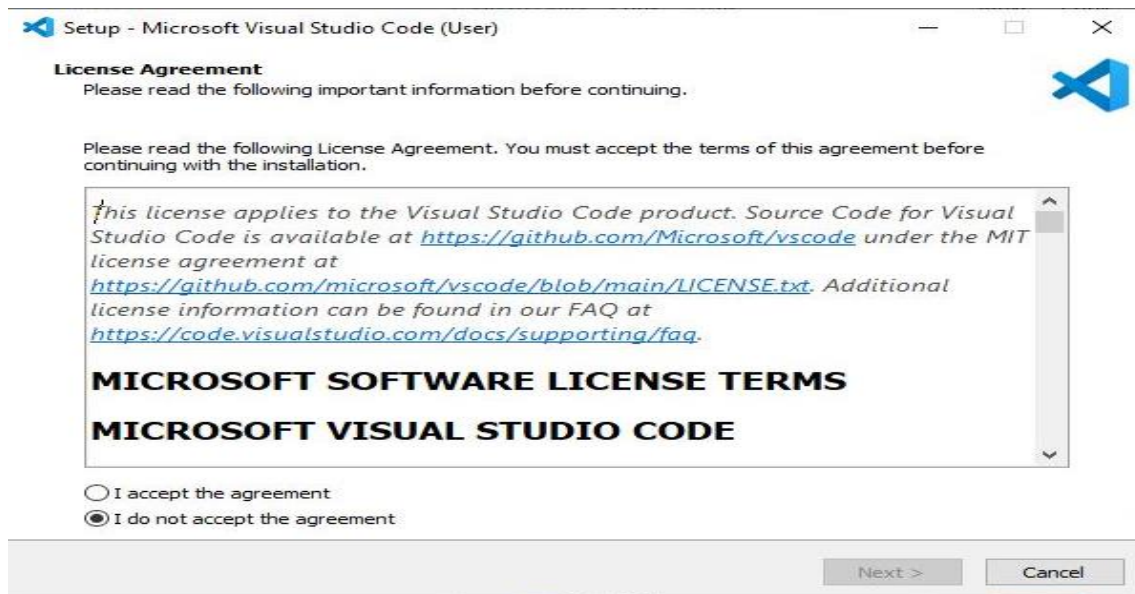 Setup - Microsoft Visual Studio Code (User)
License Agreement
Please read the following important information before continuing.
Please read the following License Agreement. You must accept the terms of this agreement before
continuing with the installation.
This license applies to the Visual Studio Code product. Source Code for Visual
Studio Code is available at https://github.com/Microsoft/vscode under the MIT
license agreement at
https://github.com/microsoft/vscode/blob/main/LICENSE.txt. Additional
license information can be found in our FAQ at
https://code.visualstudio.com/docs/supporting/faq.
MICROSOFT SOFTWARE LICENSE TERMS
MICROSOFT VISUAL STUDIO CODE
I accept the agreement
I do not accept the agreement
Next >
Cancel